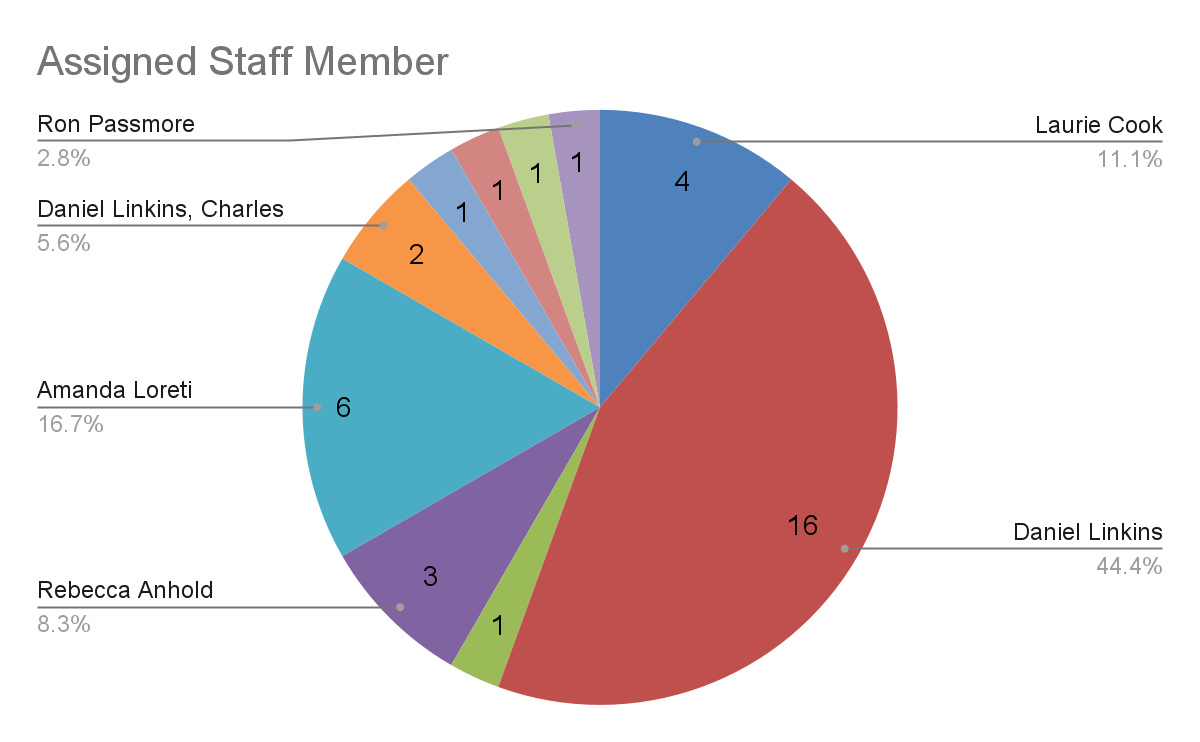 Assigned Staff Member
Ron Passmore
2.8%
Laurie Cook
11.1%
Daniel Linkins, Charles
5.6%
Amanda Loreti
16.7%
Daniel Linkins
44.4%
Rebecca Anhold
8.3%
1
1
1
1
4
2
6
16
3
1